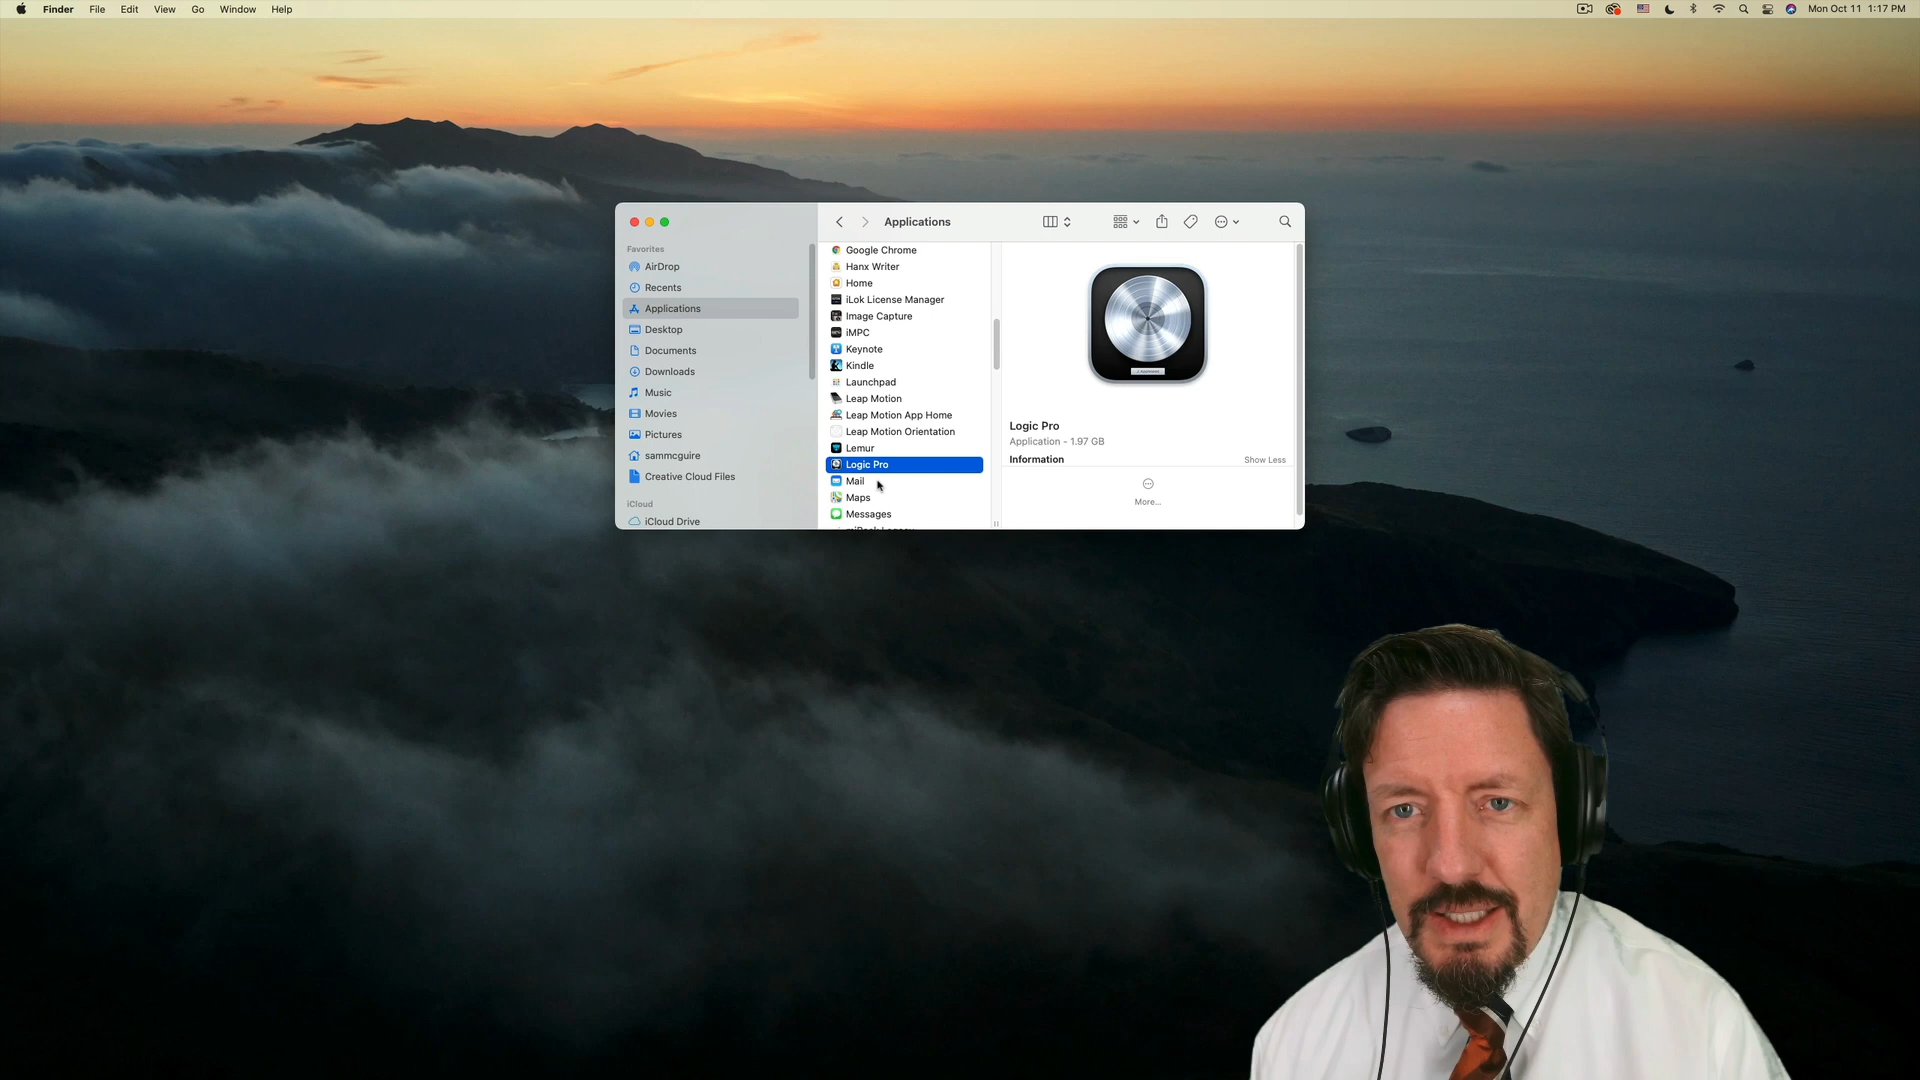 Finder File Edit View Go Window Help Mon Oct 11 1:17 PM
Applications
Favorites
AirDrop
Recents
Applications
Desktop
Documents
Downloads
Music
Movies
Pictures
sammcguire
Creative Cloud Files
iCloud
iCloud Drive
Google Chrome
Hanx Writer
Home
iLok License Manager
Image Capture
iMPC
Keynote
Kindle
Launchpad
Leap Motion
Leap Motion App Home
Leap Motion Orientation
Lemur
Logic Pro
Mail
Maps
Messages
Logic Pro
Application - 1.97 GB
Information Show Less
More...